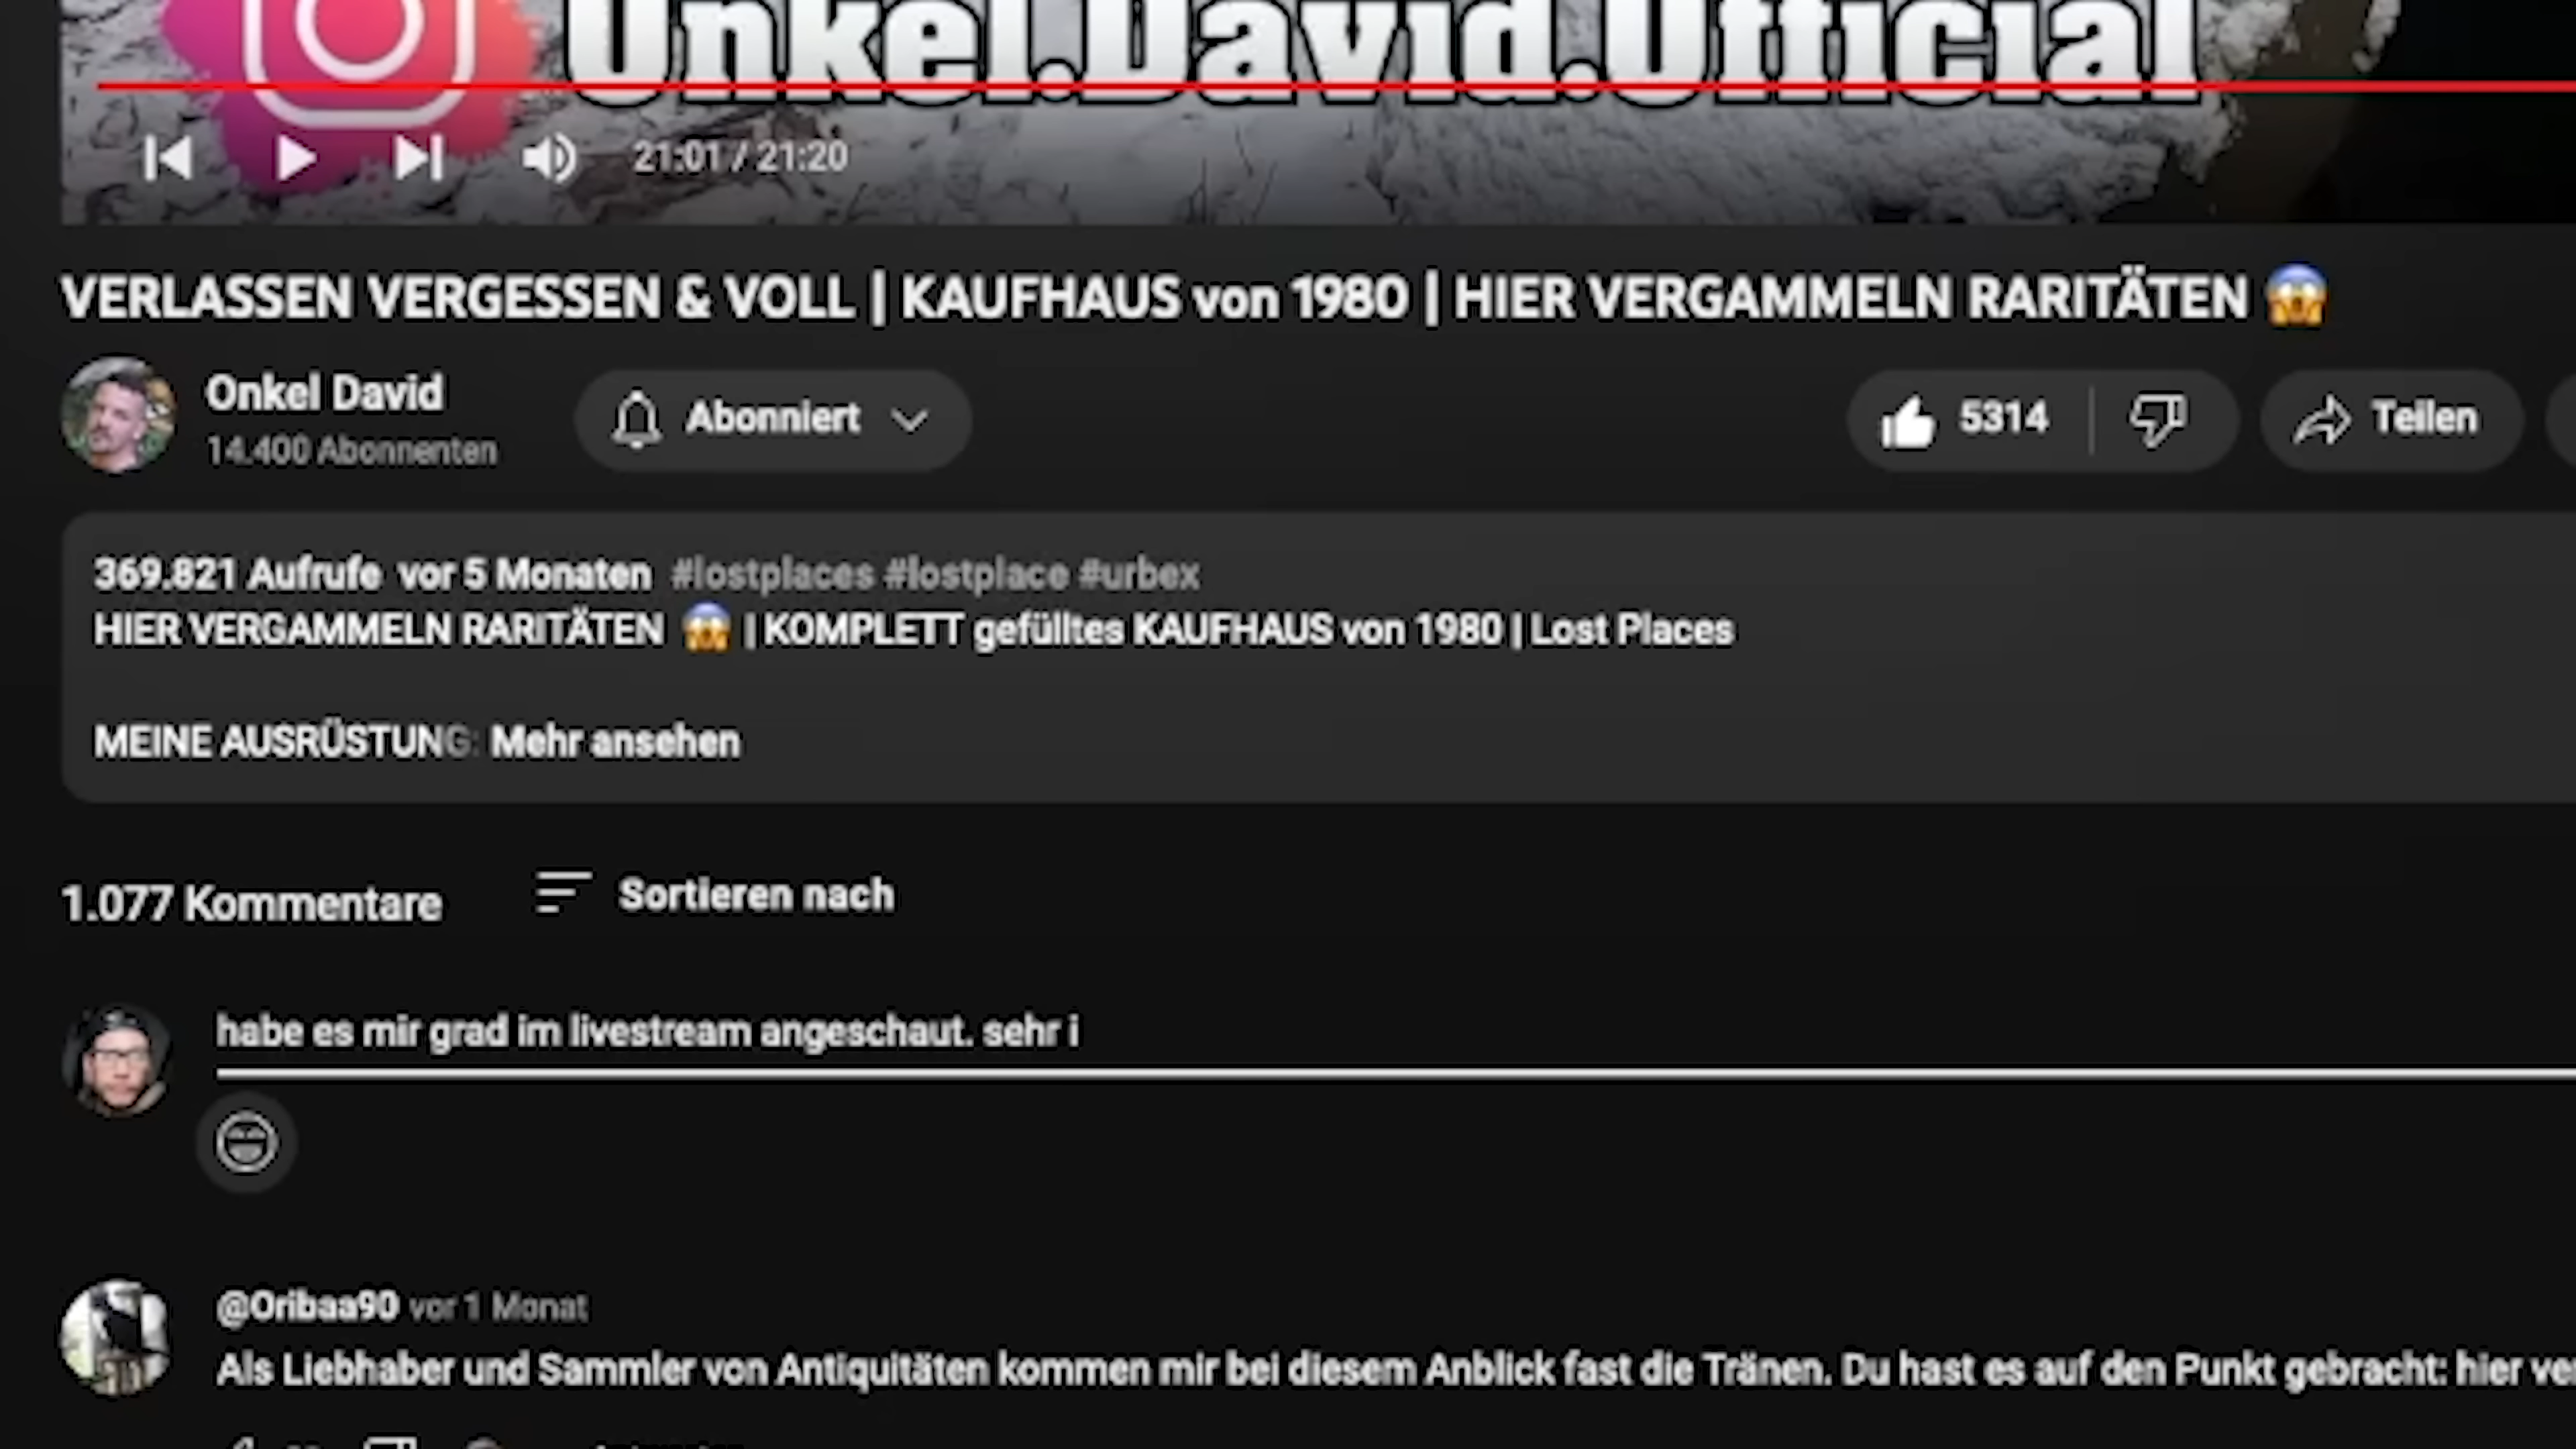 Onkel.David.Official
21:01 / 21:20
VERLASSEN VERGESSEN & VOLL | KAUFHAUS von 1980 | HIER VERGAMMELN RARITÄTEN 😱
Onkel David
14.400 Abonnenten
Abonniert
5314
Teilen
369.821 Aufrufe vor 5 Monaten #lostplaces #lostplace #urbex
HIER VERGAMMELN RARITÄTEN 😱 | KOMPLETT gefülltes KAUFHAUS von 1980 | Lost Places
MEINE AUSRÜSTUNG: Mehr ansehen
1.077 Kommentare
Sortieren nach
habe es mir grad im livestream angeschaut. sehr i
@Oribaa90 vor 1 Monat
Als Liebhaber und Sammler von Antiquitäten kommen mir bei diesem Anblick fast die Tränen. Du hast es auf den Punkt gebracht: hier ve